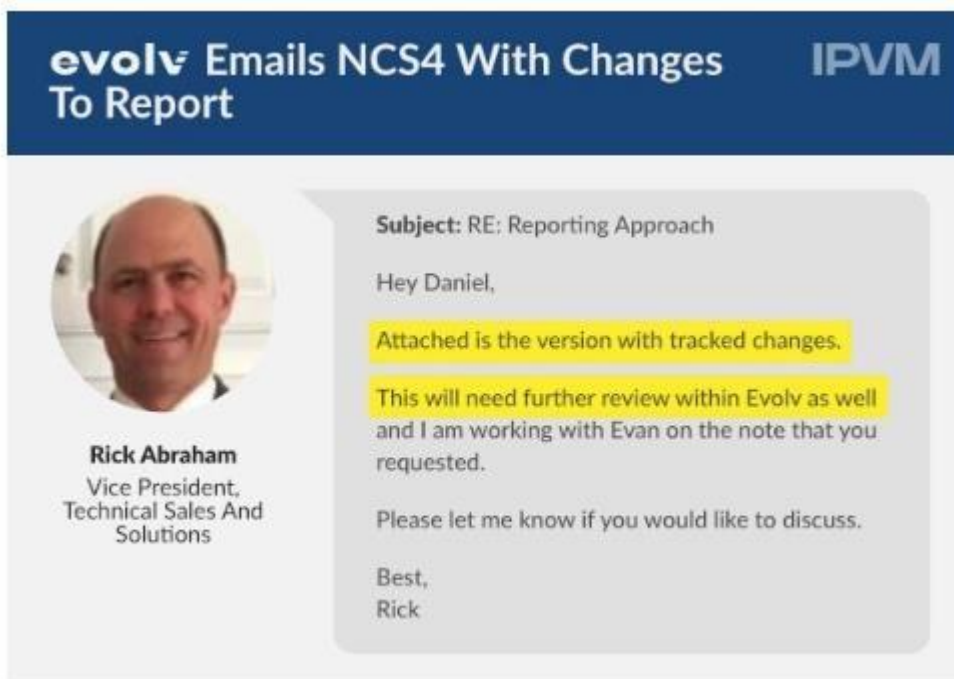 evolv Emails NCS4 With Changes
To Report
IPVM
Rick Abraham
Vice President,
Technical Sales And
Solutions
Subject: RE: Reporting Approach
Hey Daniel,
Attached is the version with tracked changes.
This will need further review within Evolv as well
and I am working with Evan on the note that you
requested.
Please let me know if you would like to discuss.
Best,
Rick